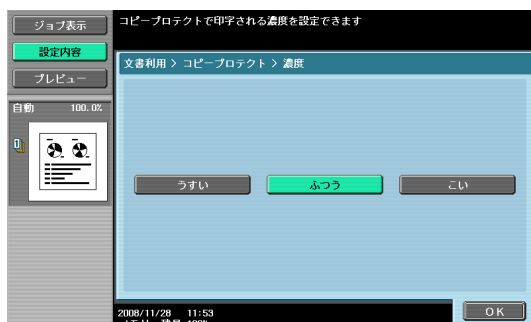 ジョブ表示
コピープロテクトで印字される濃度を設定できます
設定内容
文書利用 > コピープロテクト > 濃度
プレビュー
自動 100.0%
1
うすい ふつう こい
2008/11/28 11:53
OK